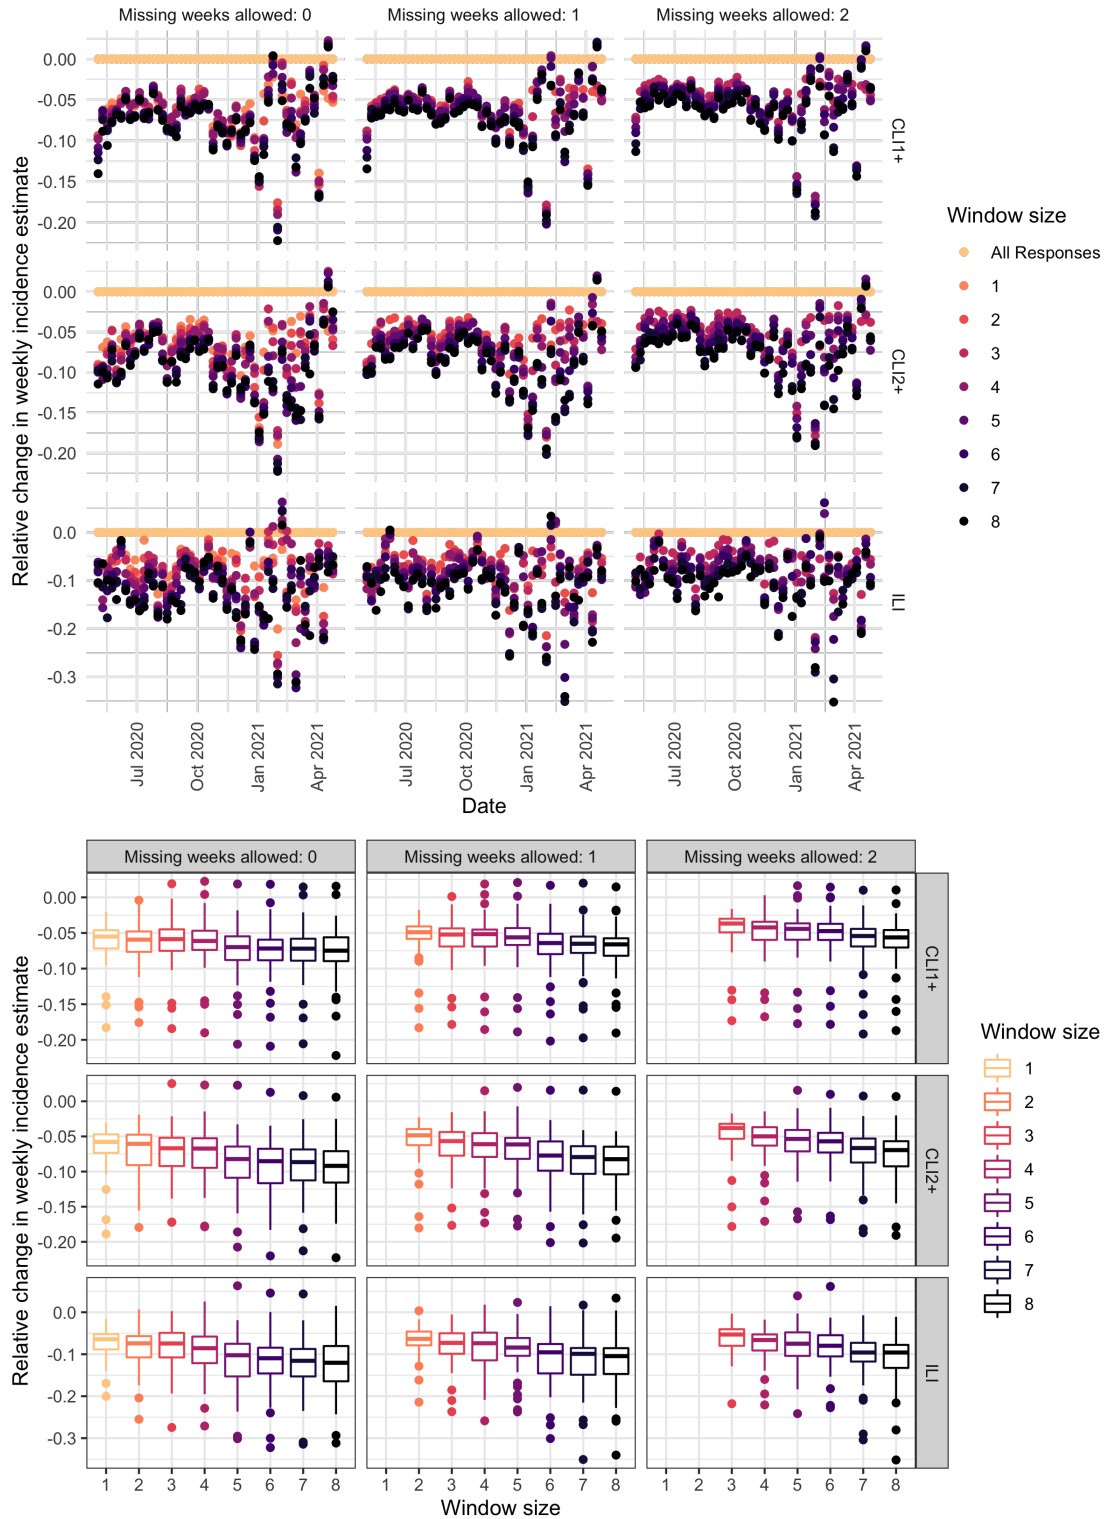 Missing weeks allowed: 0
Missing weeks allowed: 1
Missing weeks allowed: 2
Relative change in weekly incidence estimate
0.00
-0.05
-0.10
-0.15
-0.20
CLI1+
0.00
-0.05
-0.10
-0.15
-0.20
CLI2+
0.0
-0.1
-0.2
-0.3
ILI
Jul 2020
Oct 2020
Jan 2021
Apr 2021
Jul 2020
Oct 2020
Jan 2021
Apr 2021
Jul 2020
Oct 2020
Jan 2021
Apr 2021
Date
Window size
All Responses
1
2
3
4
5
6
7
8
Missing weeks allowed: 0
Missing weeks allowed: 1
Missing weeks allowed: 2
Relative change in weekly incidence estimate
0.00
-0.05
-0.10
-0.15
-0.20
CLI1+
0.00
-0.05
-0.10
-0.15
-0.20
CLI2+
0.0
-0.1
-0.2
-0.3
ILI
1 2 3 4 5 6 7 8
1 2 3 4 5 6 7 8
1 2 3 4 5 6 7 8
Window size
Window size
1
2
3
4
5
6
7
8